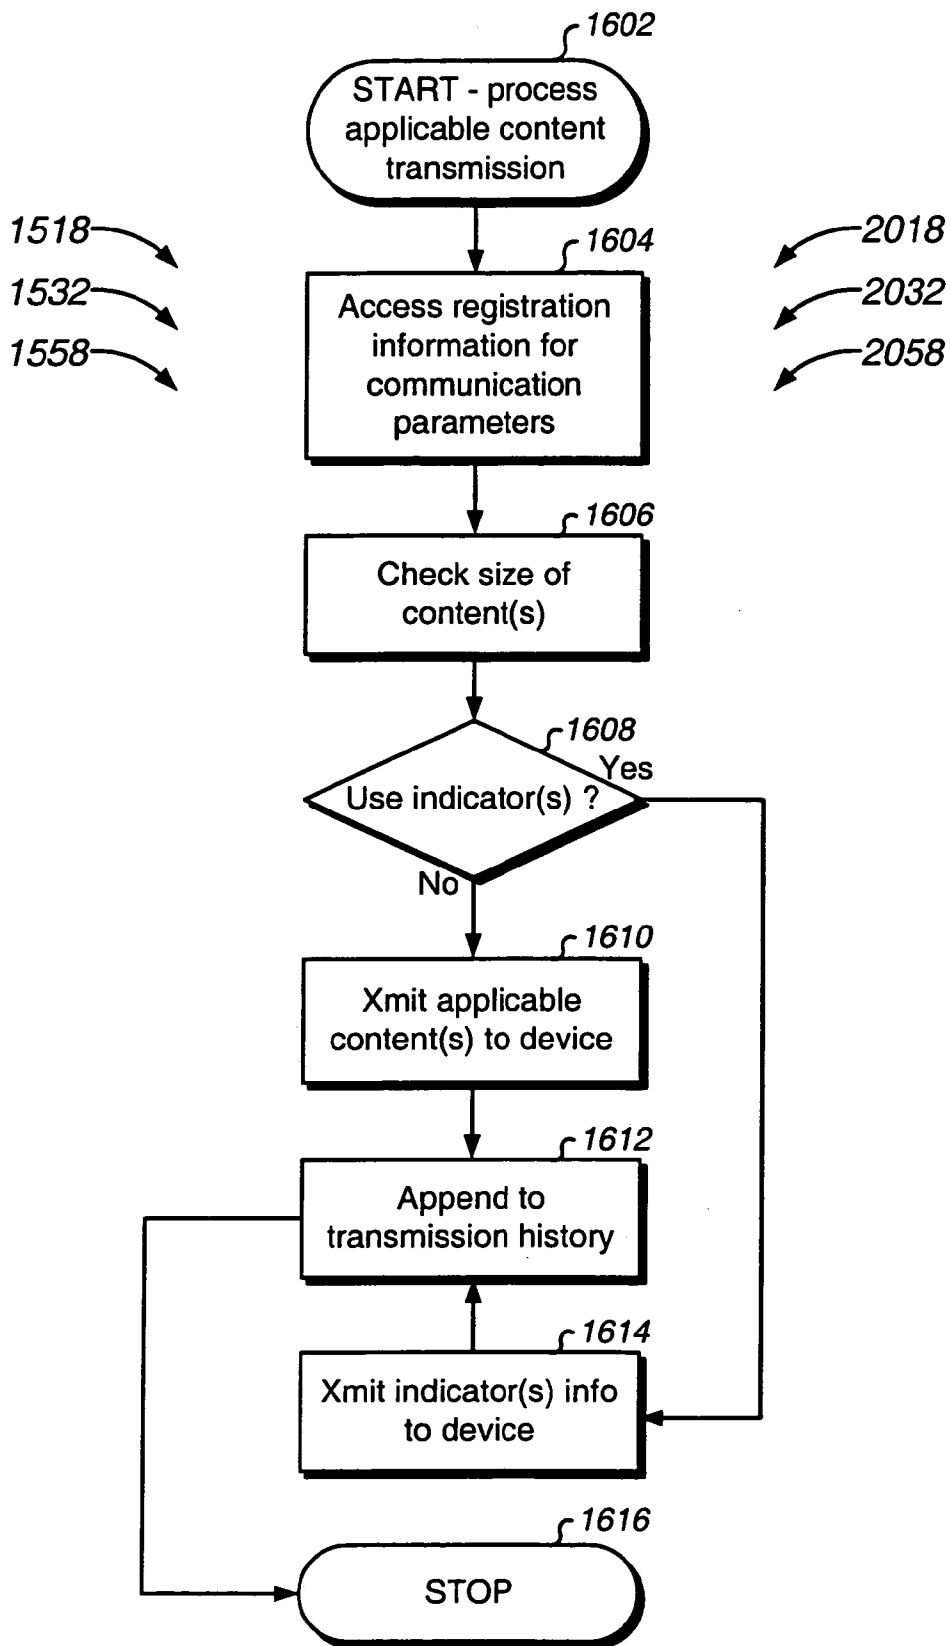 1602
START - process
applicable content
transmission
1518
1532
1558
2018
2032
2058
1604
Access registration
information for
communication
parameters
1606
Check size of
content(s)
1608
Yes
Use indicator(s) ?
No
1610
Xmit applicable
content(s) to device
1612
Append to
transmission history
1614
Xmit indicator(s) info
to device
1616
STOP